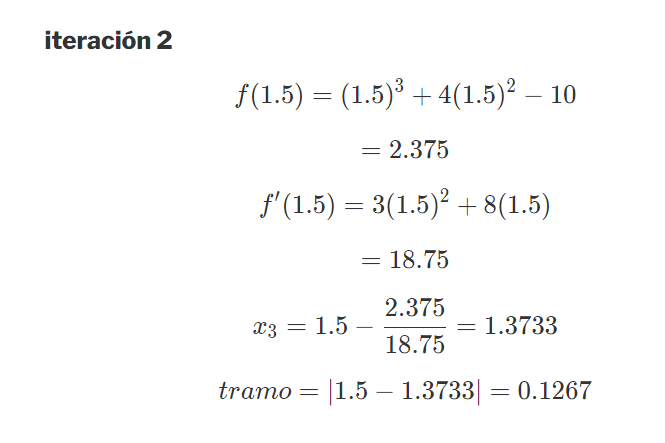 iteración 2
f(1.5) = (1.5)³ + 4(1.5)² − 10
= 2.375
f′(1.5) = 3(1.5)² + 8(1.5)
= 18.75
x₃ = 1.5 − 2.375/18.75 = 1.3733
tramo = |1.5 − 1.3733| = 0.1267